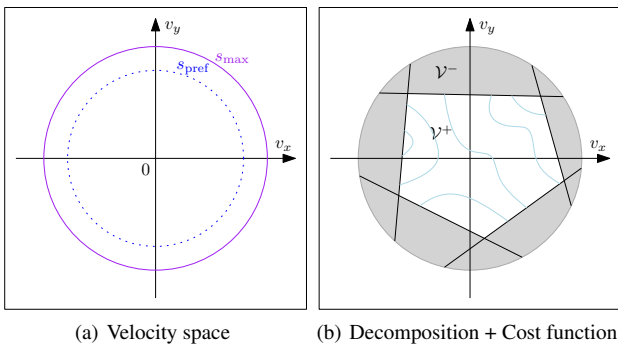 v_y
s_max
s_pref
v_x
0
(a) Velocity space
v_y
𝒱⁻
𝒱⁺
v_x
(b) Decomposition + Cost function